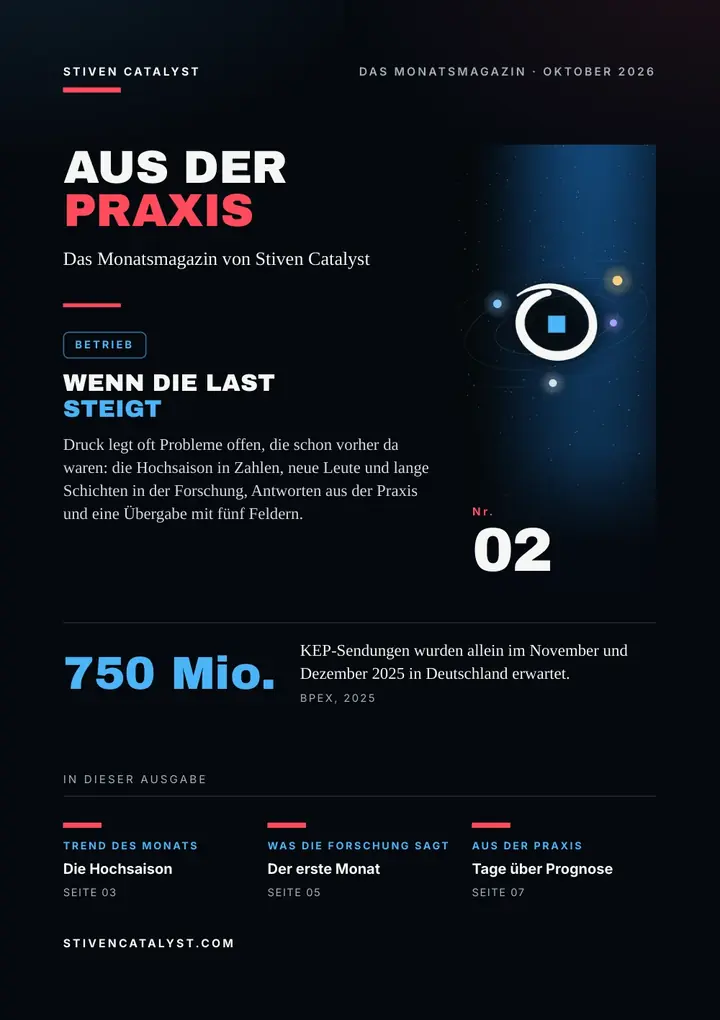 STIVEN CATALYST
DAS MONATSMAGAZIN · OKTOBER 2026
AUS DER
PRAXIS
Das Monatsmagazin von Stiven Catalyst
BETRIEB
WENN DIE LAST
STEIGT
Druck legt oft Probleme offen, die schon vorher da
waren: die Hochsaison in Zahlen, neue Leute und lange
Schichten in der Forschung, Antworten aus der Praxis
und eine Übergabe mit fünf Feldern.
Nr.
02
750 Mio.
KEP-Sendungen wurden allein im November und
Dezember 2025 in Deutschland erwartet.
BPEX, 2025
IN DIESER AUSGABE
TREND DES MONATS
Die Hochsaison
SEITE 03
WAS DIE FORSCHUNG SAGT
Der erste Monat
SEITE 05
AUS DER PRAXIS
Tage über Prognose
SEITE 07
STIVENCATALYST.COM